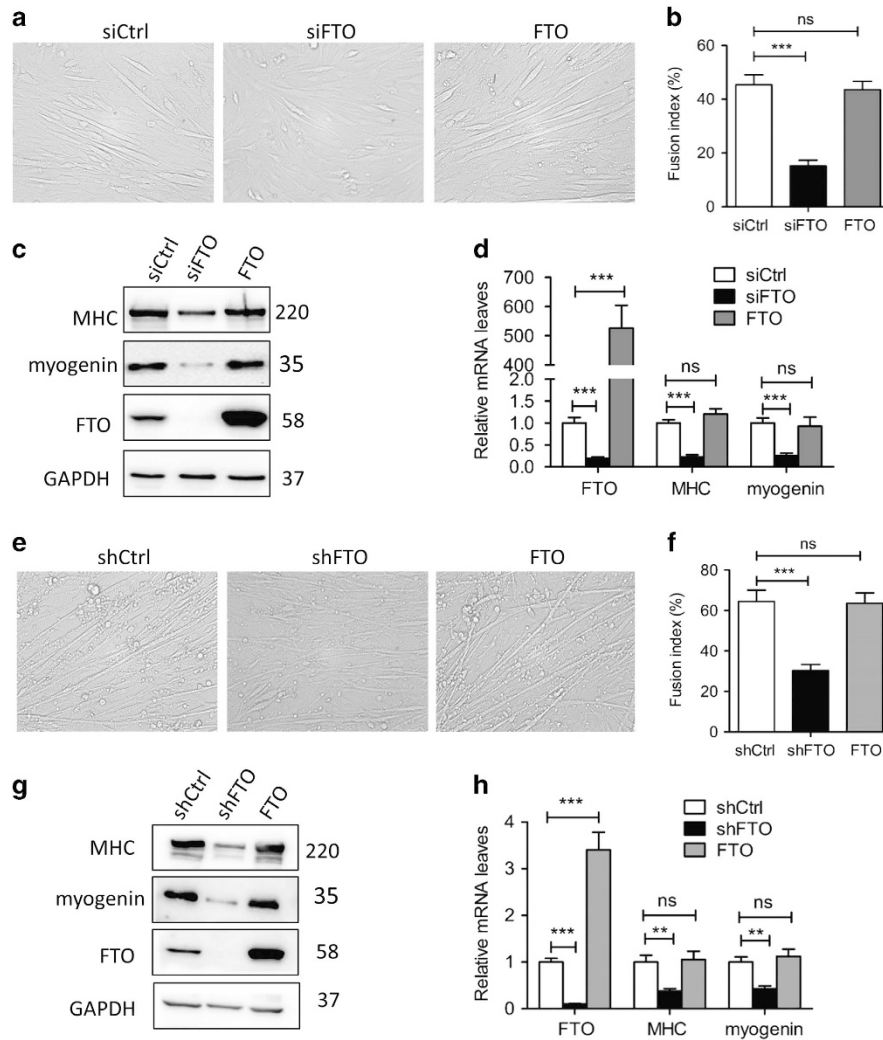 a
siCtrl siFTO FTO
b
Fusion index (%)
60
40
20
0
ns
***
siCtrl siFTO FTO
c
siCtrl siFTO FTO
MHC 220
myogenin 35
FTO 58
GAPDH 37
d
Relative mRNA leaves
700
600
500
400
300
2.0
1.5
1.0
0.5
0.0
siCtrl
siFTO
FTO
***
ns ns
*** *** ***
FTO MHC myogenin
e
shCtrl shFTO FTO
f
Fusion index (%)
80
60
40
20
0
ns
***
shCtrl shFTO FTO
g
shCtrl shFTO FTO
MHC 220
myogenin 35
FTO 58
GAPDH 37
h
Relative mRNA leaves
4
3
2
1
0
shCtrl
shFTO
FTO
***
ns ns
*** ** **
FTO MHC myogenin